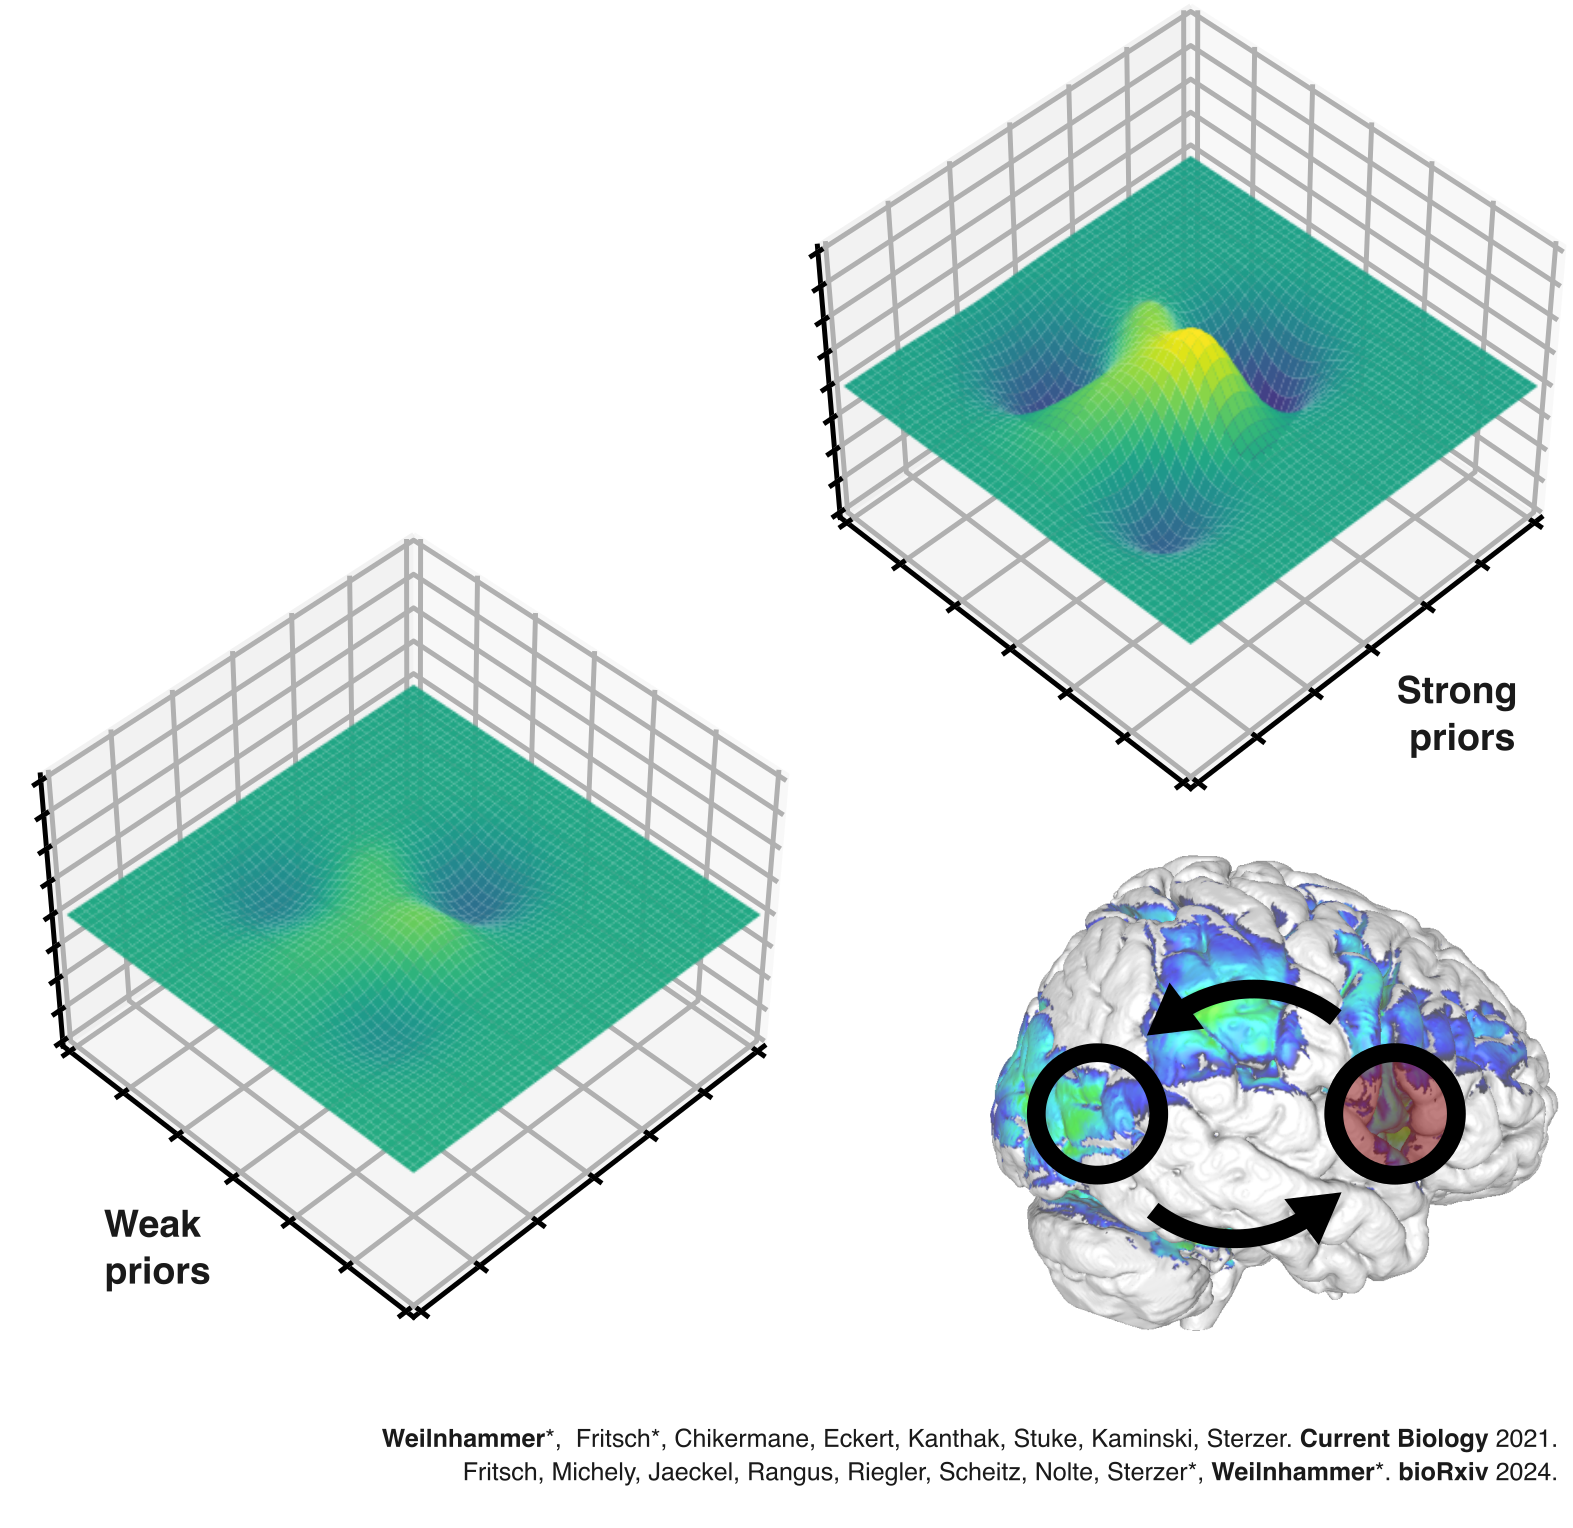 Strong
priors
Weak
priors
Weilnhammer*, Fritsch*, Chikermane, Eckert, Kanthak, Stuke, Kaminski, Sterzer. Current Biology 2021.
Fritsch, Michely, Jaeckel, Rangus, Riegler, Scheitz, Nolte, Sterzer*, Weilnhammer*. bioRxiv 2024.